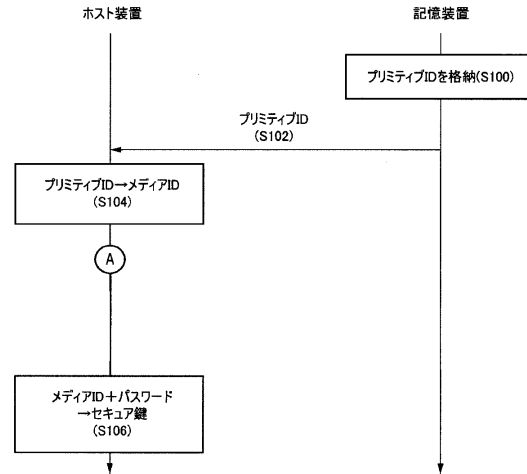 ホスト装置
記憶装置
プリミティブIDを格納(S100)
プリミティブID
(S102)
プリミティブID→メディアID
(S104)
A
メディアID＋パスワード
→セキュア鍵
(S106)